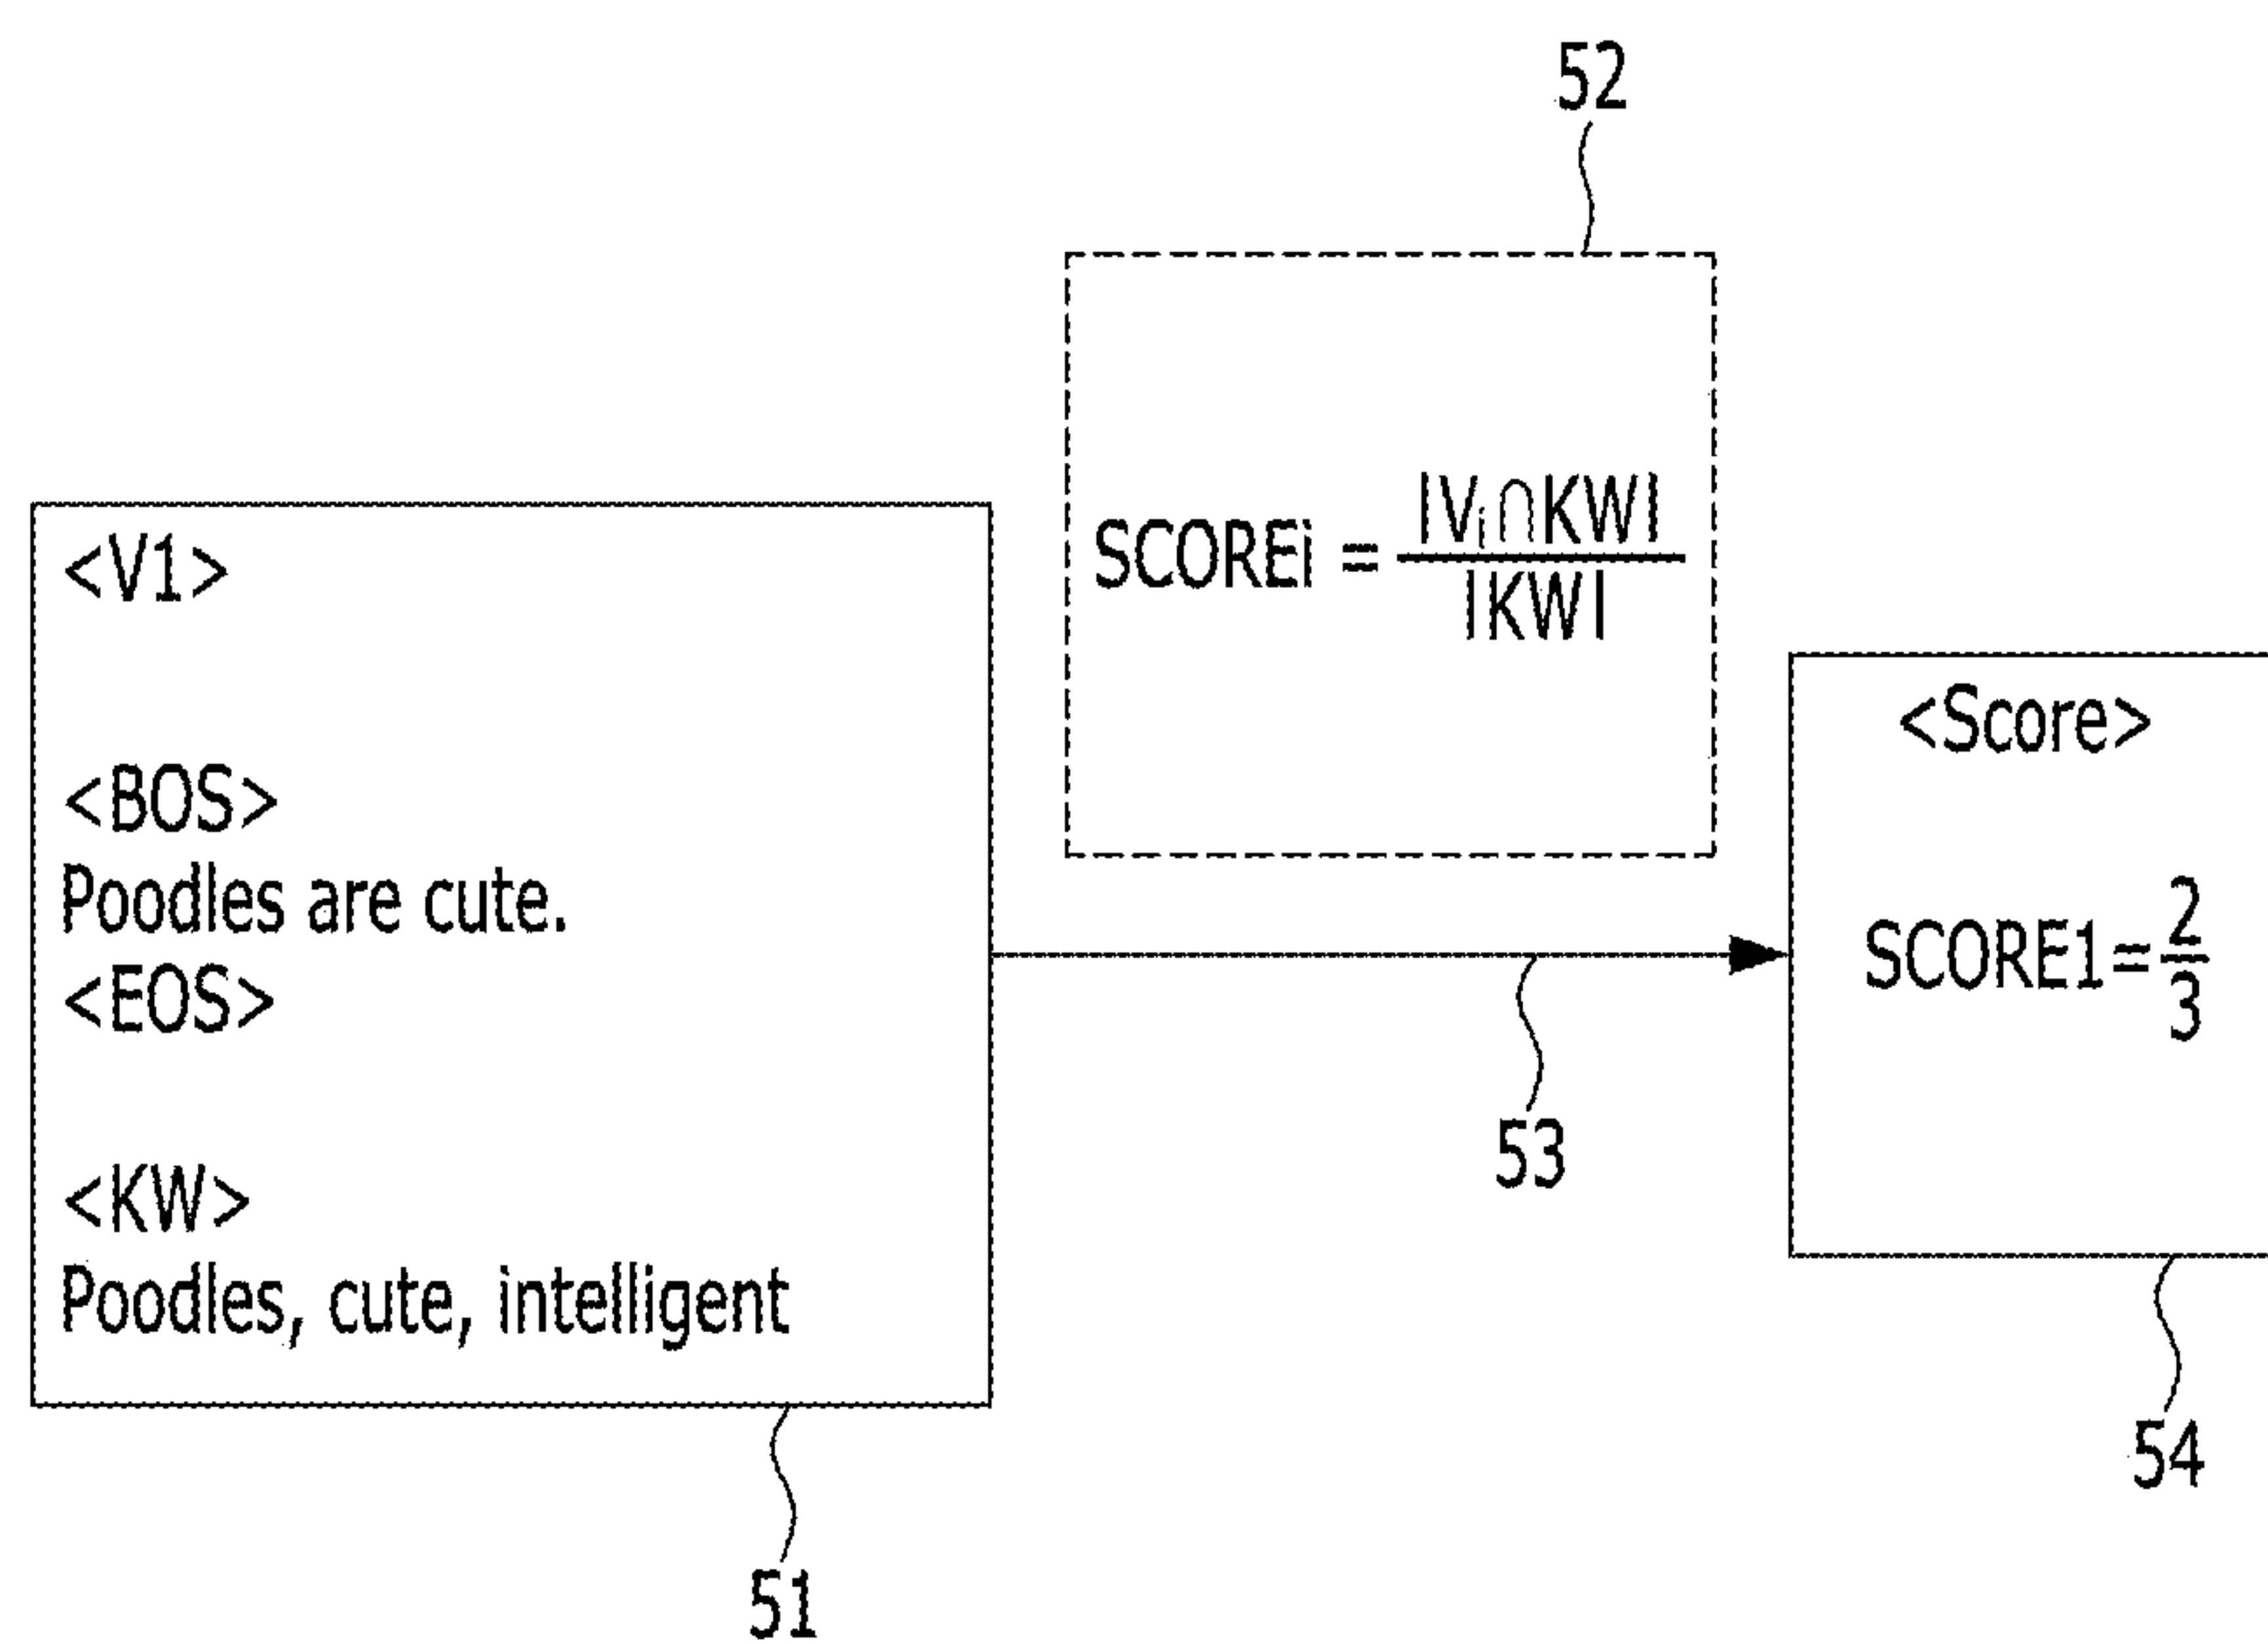 52
SCOREi = |Vi∩KW| / |KW|
<V1>
<BOS>
Poodles are cute.
<EOS>
<KW>
Poodles, cute, intelligent
51
53
<Score>
SCORE1=2/3
54